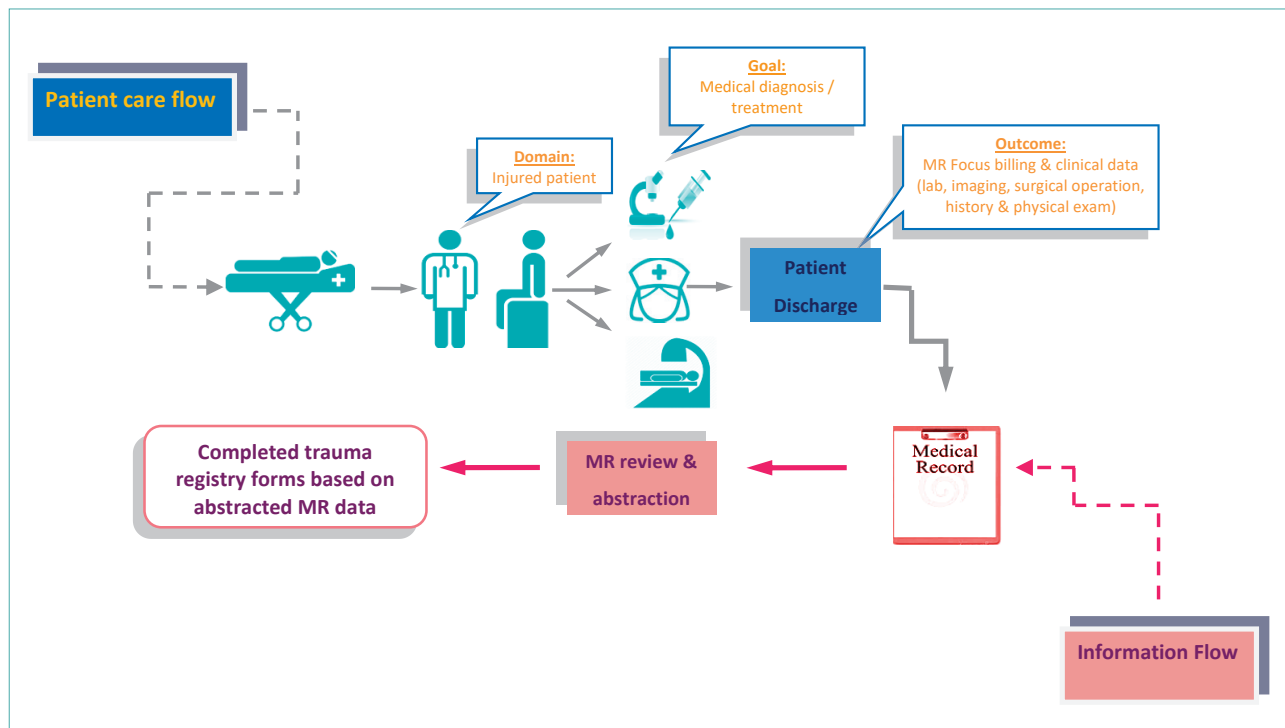 Patient care flow
Goal:
Medical diagnosis /
treatment
Domain:
Injured patient
Outcome:
MR Focus billing & clinical data
(lab, imaging, surgical operation,
history & physical exam)
Patient
Discharge
Medical
Record
MR review &
abstraction
Completed trauma
registry forms based on
abstracted MR data
Information Flow